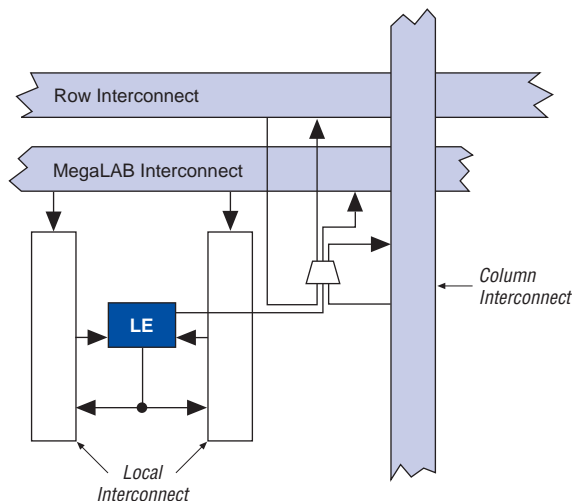 Row Interconnect
MegaLAB Interconnect
Column
Interconnect
LE
Local
Interconnect